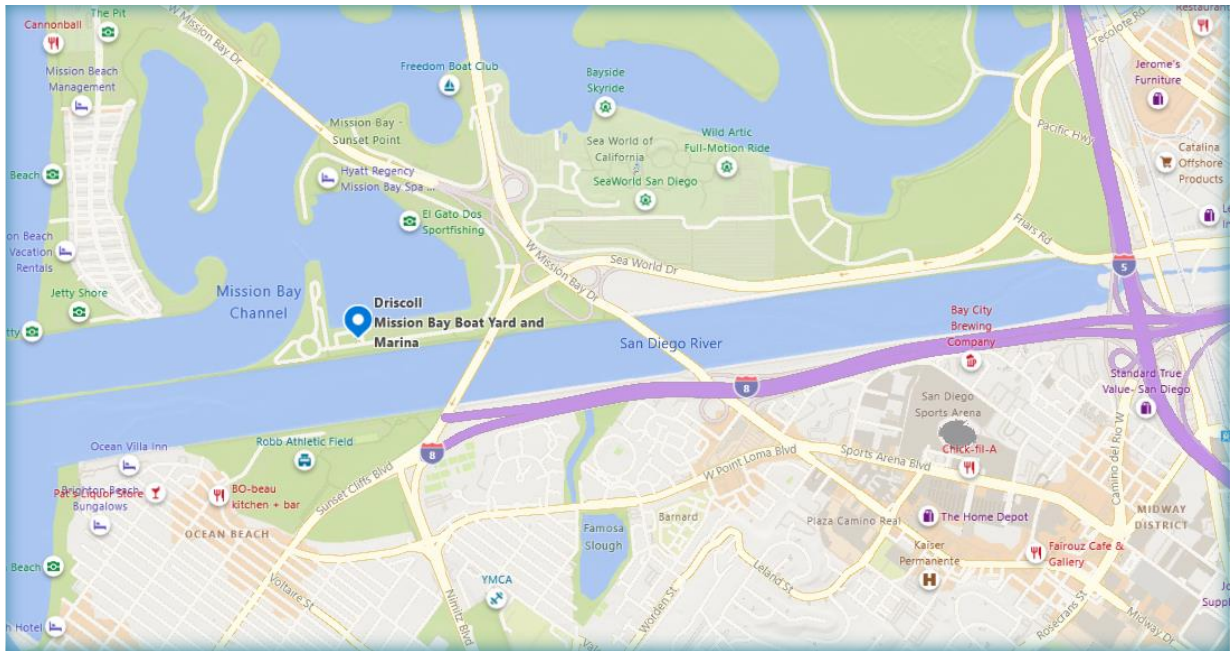 The Pit
Cannonball
W Mission Bay Dr
Mission Beach
Management
Freedom Boat Club
Bayside
Skyride
Restauran
Tecolote Rd
Jerome's
Furniture
Mission Bay -
Sunset Point
Sea World of
California
Wild Artic
Full-Motion Ride
Pacific Hwy
Catalina
Offshore
Products
Beach
Hyatt Regency
Mission Bay Spa ...
SeaWorld San Diego
El Gato Dos
Sportfishing
on Beach
Vacation
Rentals
W Mission Bay Dr
Sea World Dr
Friars Rd
5
Jetty Shore
Mission Bay
Channel
Driscoll
Mission Bay Boat Yard and
Marina
tty
San Diego River
Bay City
Brewing
Company
Standard True
Value- San Diego
8
San Diego
Sports Arena
Ocean Villa Inn
Robb Athletic Field
8
Chick-fil-A
Camino del Rio W
Sports Arena Blvd
W Point Loma Blvd
Pat's Liquor Store
Brighton Beach
Bungalows
BO-beau
kitchen + bar
Sunset Cliffs Blvd
OCEAN BEACH
Famosa
Slough
Barnard
Plaza Camino Real
The Home Depot
MIDWAY
DISTRICT
Kaiser
Permanente
H
Fairouz Cafe &
Gallery
Beach
YMCA
Voltaire St
Nimitz Blvd
Worden St
Leland St
Rosecrans St
Midway Dr
h Hotel